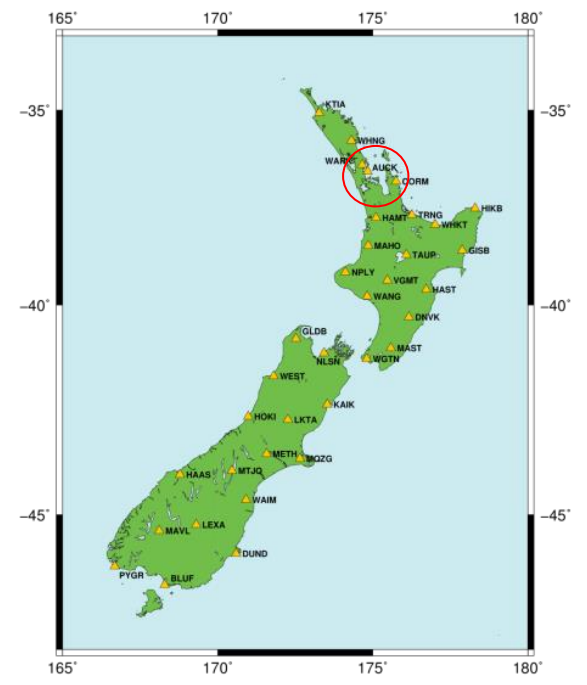 165° 170° 175° 180°
−35° −35°
KTIA
WHNG
WARK
AUCK
CORM
HIKB
HAMT TRNG
WHKT
MAHO
GISB
TAUP
NPLY
VGMT
HAST
WANG
DNVK
−40° −40°
GLDB
MAST
NLSN WGTN
WEST
KAIK
HOKI LKTA
METH MQZG
HAAS MTJO
WAIM
−45° −45°
LEXA
MAVL
DUND
PYGR BLUF
165° 170° 175° 180°